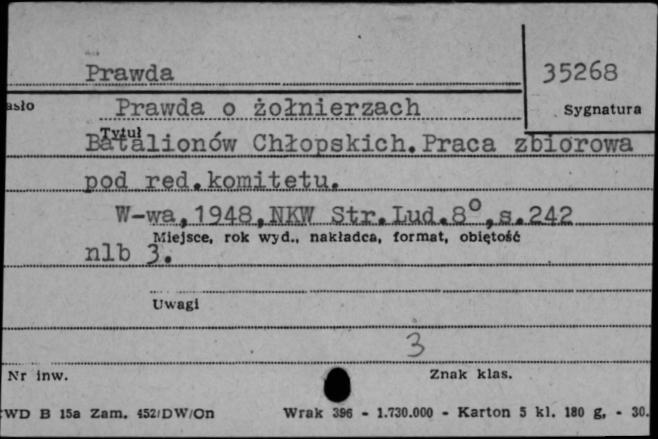 Prawda
35268
asło
Prawda o żołnierzach
Sygnatura
Tytuł
Batalionów Chłopskich.Praca zbiorowa
pod red.komitetu.
W-wa,1948,NKW Str.Lud.8°,s.242
Miejsce, rok wyd., nakładca, format, objętość
nlb 3.
Uwagi
3
Nr inw.
Znak klas.
WD B 15a Zam. 452/DW/On Wrak 396 - 1.730.000 - Karton 5 kl. 180 g, - 30.